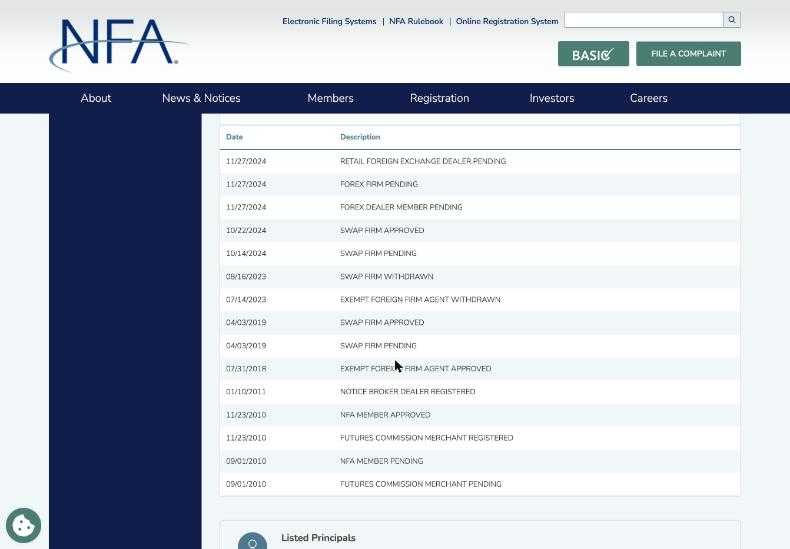 Electronic Filing Systems | NFA Rulebook | Online Registration System
NFA.
BASIC
FILE A COMPLAINT
About News & Notices Members Registration Investors Careers
Date Description
11/27/2024 RETAIL FOREIGN EXCHANGE DEALER PENDING
11/27/2024 FOREX FIRM PENDING
11/27/2024 FOREX DEALER MEMBER PENDING
10/22/2024 SWAP FIRM APPROVED
10/14/2024 SWAP FIRM PENDING
08/16/2023 SWAP FIRM WITHDRAWN
07/14/2023 EXEMPT FOREIGN FIRM AGENT WITHDRAWN
04/03/2019 SWAP FIRM APPROVED
04/03/2019 SWAP FIRM PENDING
07/31/2018 EXEMPT FOREIGN FIRM AGENT APPROVED
01/10/2011 NOTICE BROKER DEALER REGISTERED
11/23/2010 NFA MEMBER APPROVED
11/23/2010 FUTURES COMMISSION MERCHANT REGISTERED
09/01/2010 NFA MEMBER PENDING
09/01/2010 FUTURES COMMISSION MERCHANT PENDING
Listed Principals